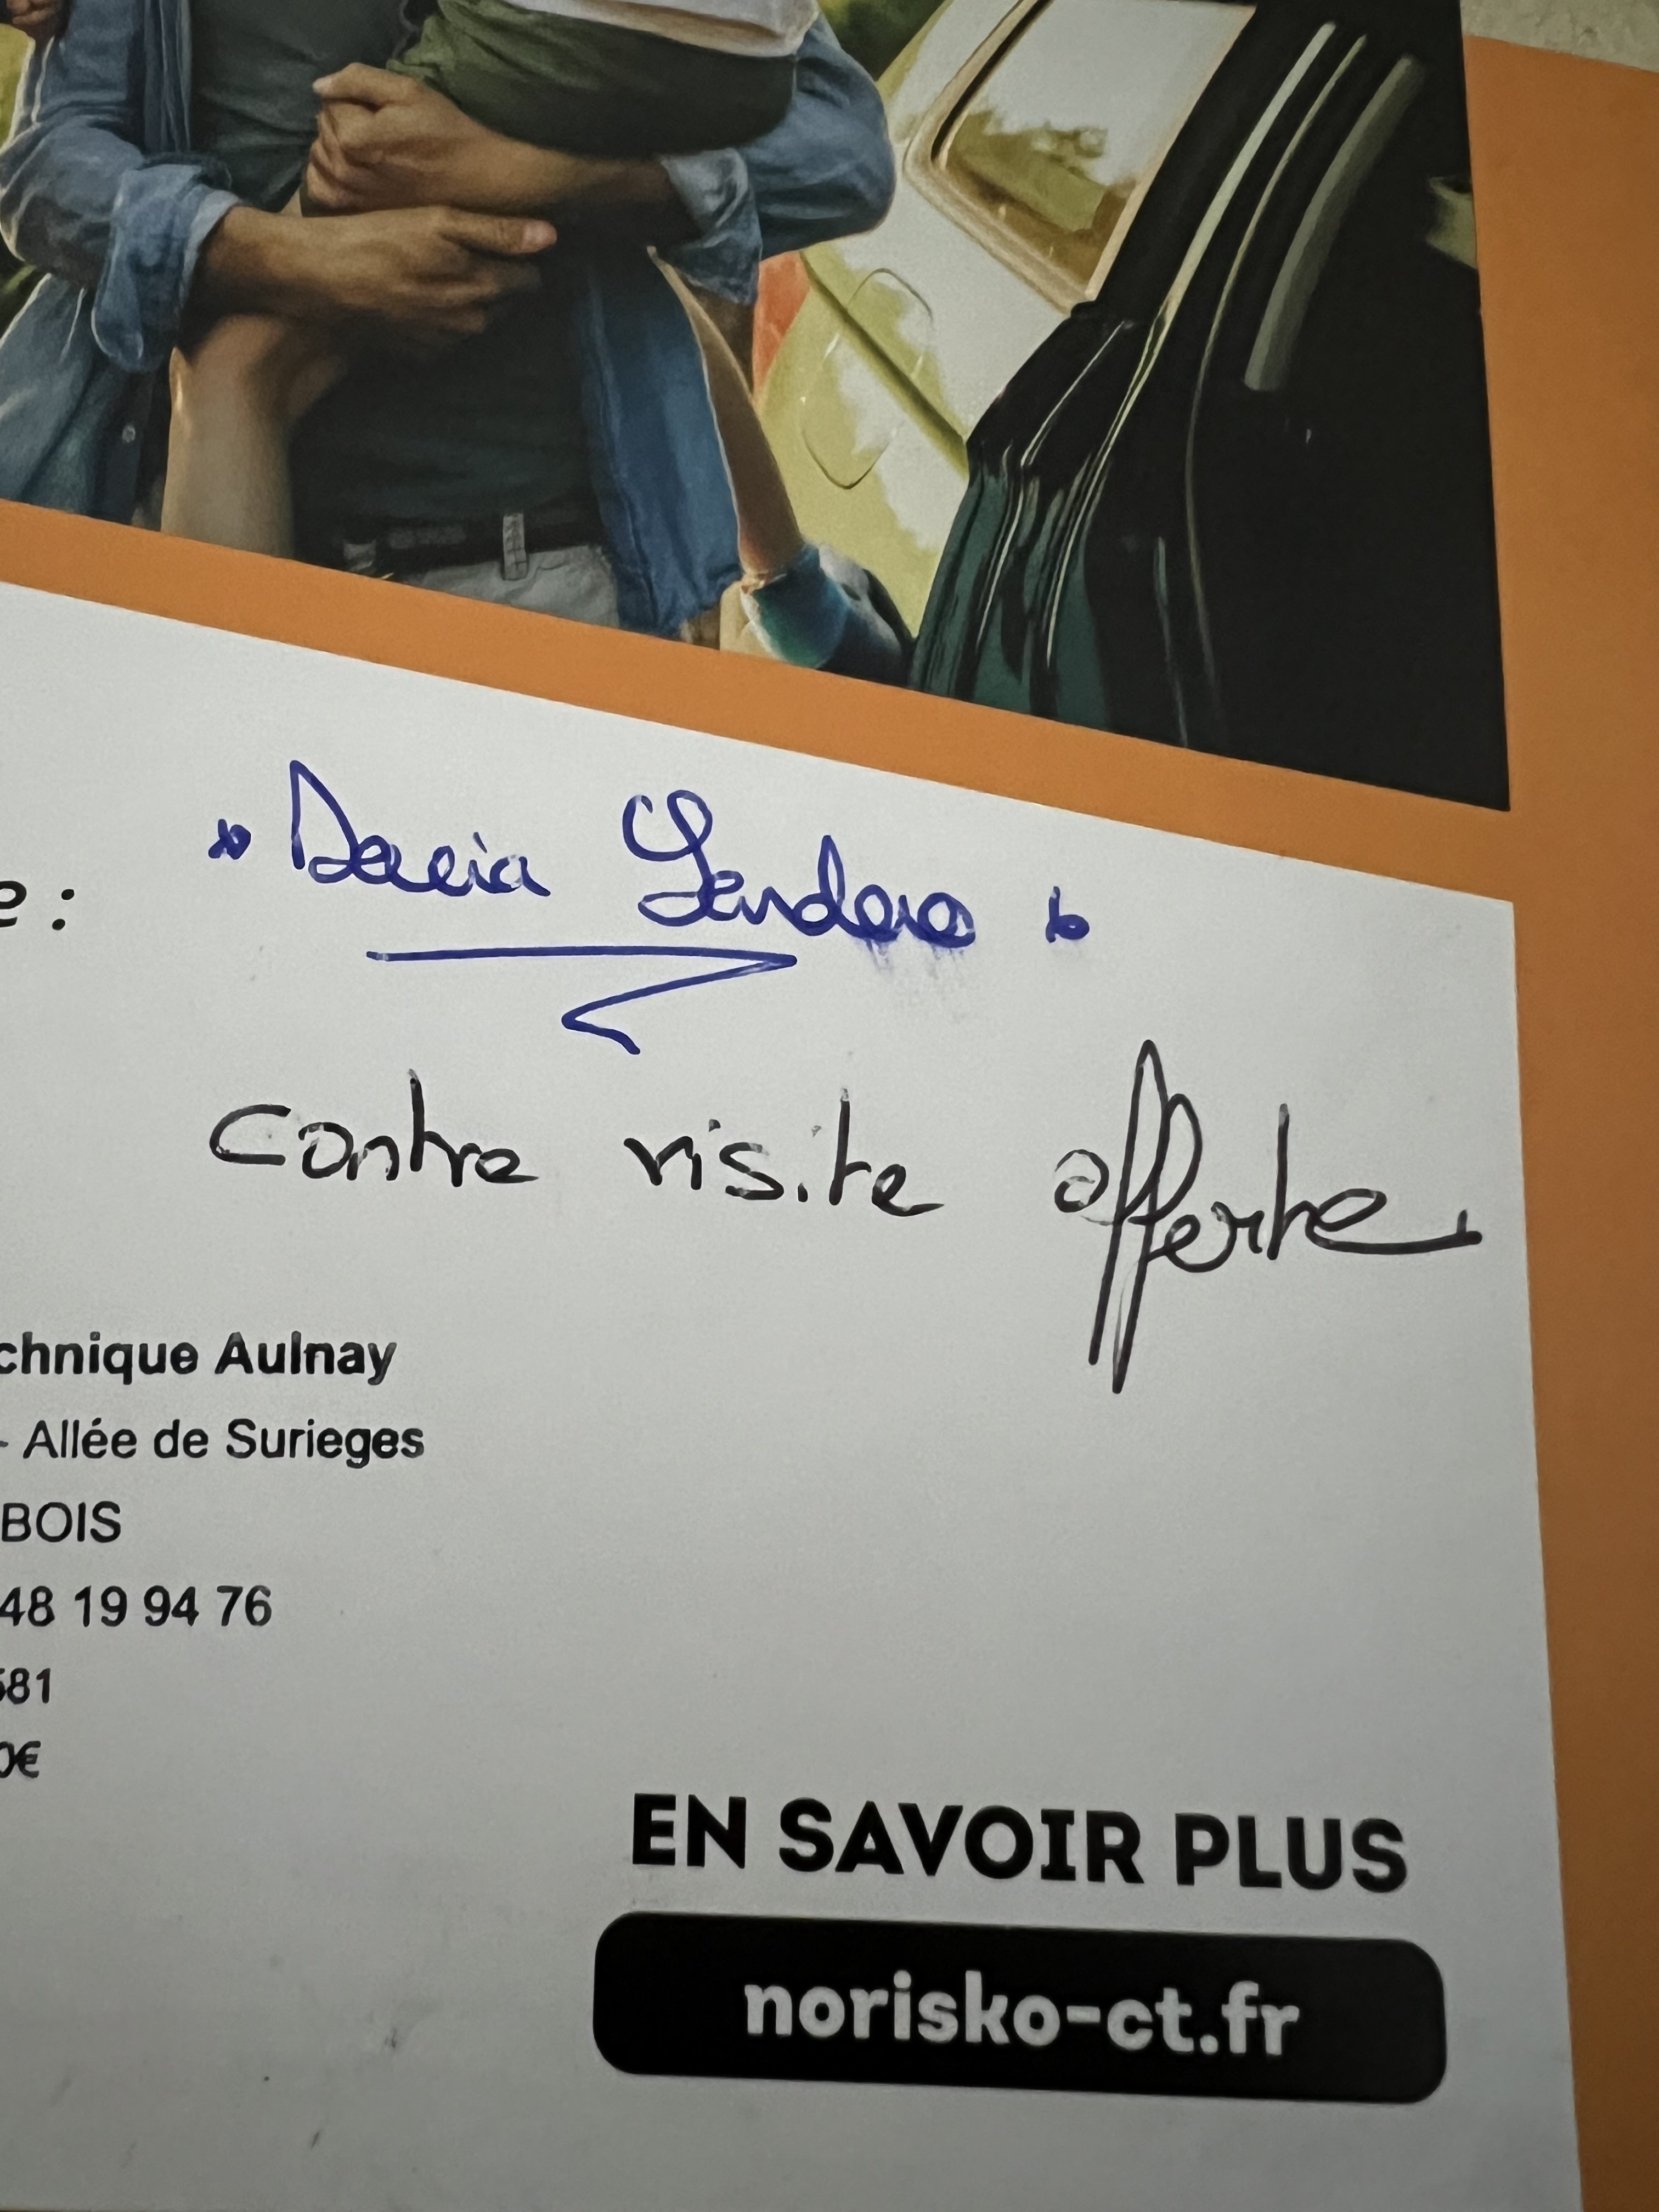 e :
Dacia Sandero
Contre visite offerte
chnique Aulnay
- Allée de Surieges
BOIS
48 19 94 76
581
0€
EN SAVOIR PLUS
norisko-ct.fr